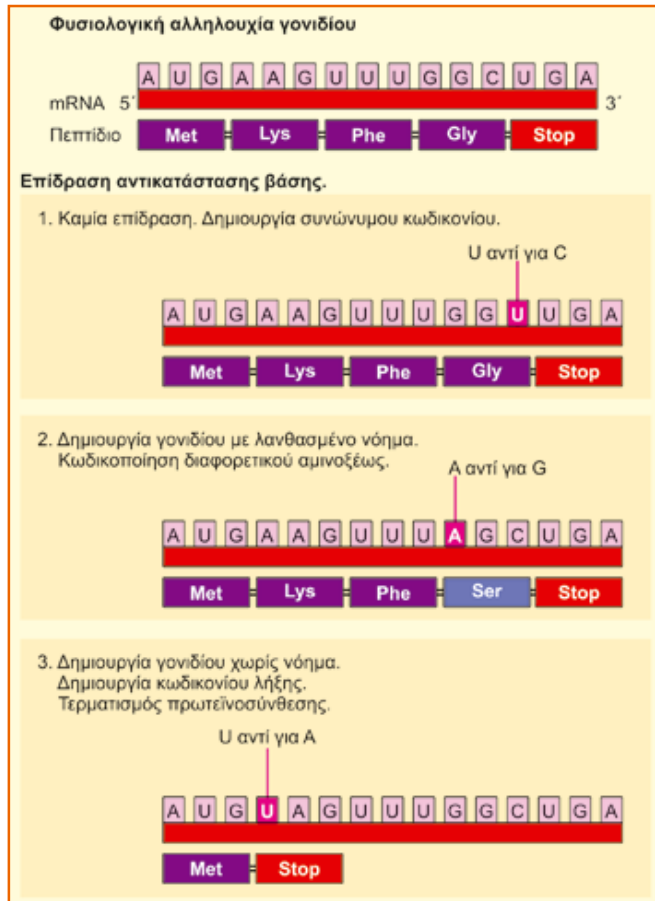 Φυσιολογική αλληλουχία γονιδίου
A U G A A G U U U G G C U G A
mRNA 5΄ 3΄
Πεπτίδιο Met Lys Phe Gly Stop
Επίδραση αντικατάστασης βάσης.
1. Καμία επίδραση. Δημιουργία συνώνυμου κωδικονίου.
U αντί για C
A U G A A G U U U G G U U G A
Met Lys Phe Gly Stop
2. Δημιουργία γονιδίου με λανθασμένο νόημα.
Κωδικοποίηση διαφορετικού αμινοξέως.
A αντί για G
A U G A A G U U U A G C U G A
Met Lys Phe Ser Stop
3. Δημιουργία γονιδίου χωρίς νόημα.
Δημιουργία κωδικονίου λήξης.
Τερματισμός πρωτεϊνοσύνθεσης.
U αντί για A
A U G U A G U U U G G C U G A
Met Stop